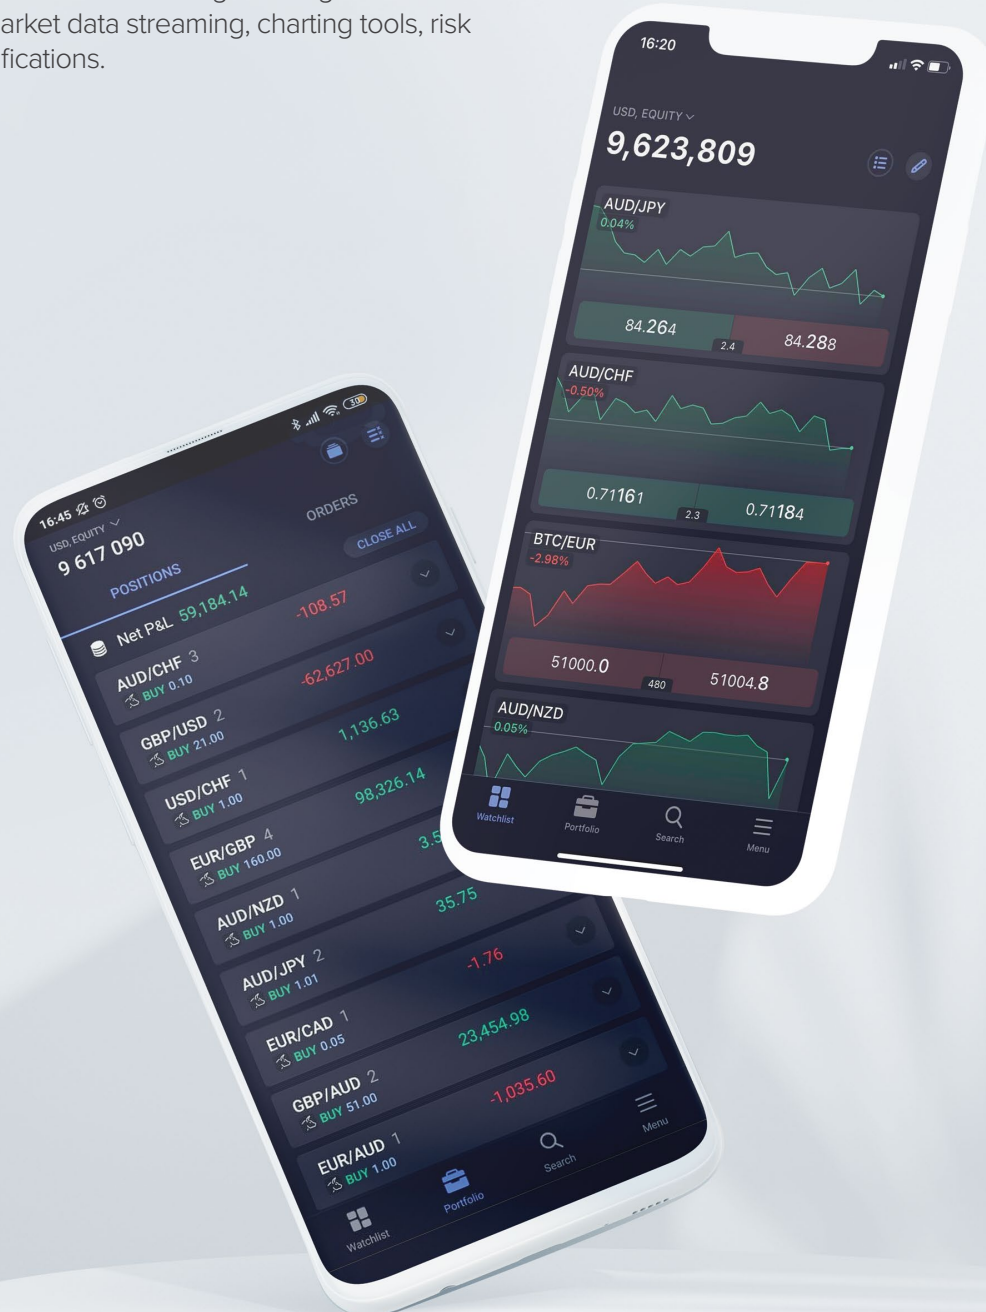 arket data streaming, charting tools, risk
fications.
16:20
USD, EQUITY
9,623,809
AUD/JPY
0.04%
84.264
2.4
84.288
AUD/CHF
-0.50%
0.71161
2.3
0.71184
BTC/EUR
-2.98%
51000.0
480
51004.8
AUD/NZD
0.05%
Watchlist
Portfolio
Search
Menu
16:45
30
USD, EQUITY
9 617 090
POSITIONS
ORDERS
CLOSE ALL
Net P&L 59,184.14
AUD/CHF 3
BUY 0.10
-108.57
GBP/USD 2
BUY 21.00
-62,627.00
USD/CHF 1
BUY 1.00
1,136.63
EUR/GBP 4
BUY 160.00
98,326.14
AUD/NZD 1
BUY 1.00
3.5
AUD/JPY 2
BUY 1.01
35.75
EUR/CAD 1
BUY 0.05
-1.76
GBP/AUD 2
BUY 51.00
23,454.98
EUR/AUD 1
BUY 1.00
-1,035.60
Watchlist
Portfolio
Search
Menu